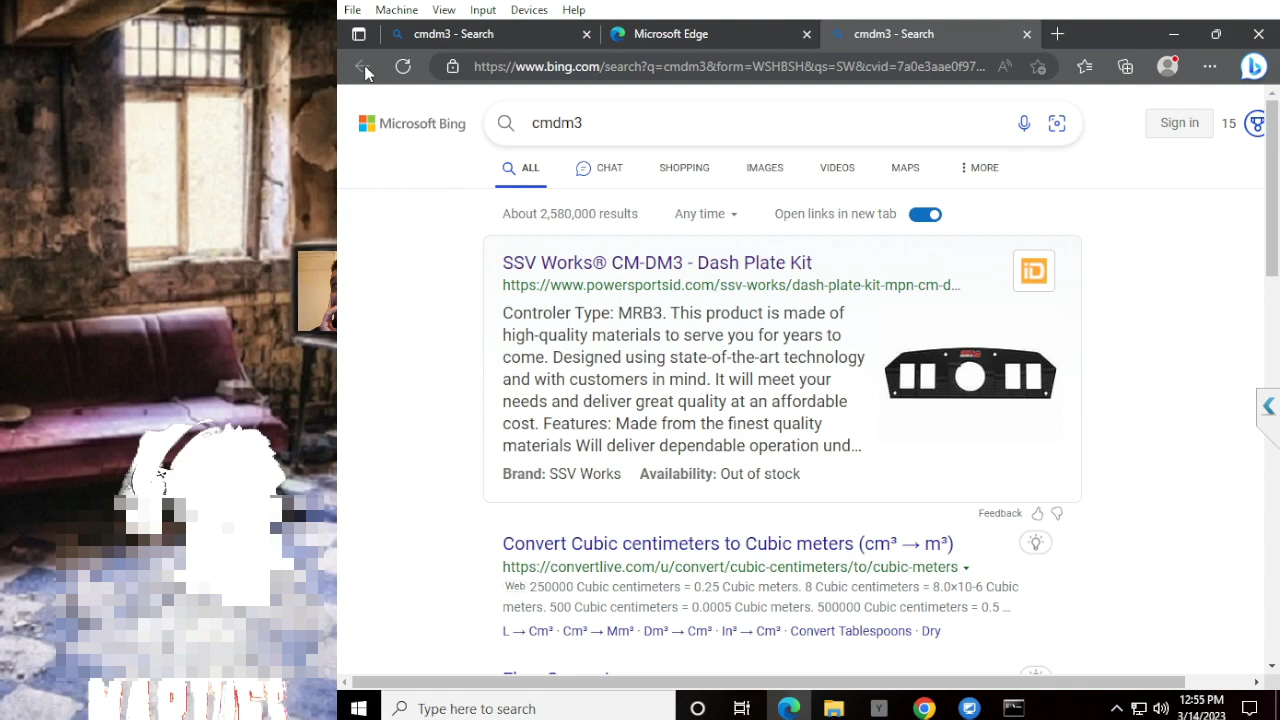 File Machine View Input Devices Help
cmdm3 - Search
Microsoft Edge
cmdm3 - Search
https://www.bing.com/search?q=cmdm3&form=WSHBSH&qs=SW&cvid=7a0e3aae0f97...
Microsoft Bing
cmdm3
Sign in
15
ALL CHAT SHOPPING IMAGES VIDEOS MAPS MORE
About 2,580,000 results Any time Open links in new tab
SSV Works® CM-DM3 - Dash Plate Kit
https://www.powersportsid.com/ssv-works/dash-plate-kit-mpn-cm-d...
iD
Controler Type: MRB3. This product is made of
high-quality materials to serve you for years to
come. Designed using state-of-the-art technology
and with customers in mind. It will meet your
needs and deliver great quality at an affordable
cost. Features: Made from the finest quality
materials Will deliver dependable operation und...
Brand: SSV Works Availability: Out of stock
Feedback
Convert Cubic centimeters to Cubic meters (cm³ → m³)
https://convertlive.com/u/convert/cubic-centimeters/to/cubic-meters
Web 250000 Cubic centimeters = 0.25 Cubic meters. 8 Cubic centimeters = 8.0×10-6 Cubic
meters. 500 Cubic centimeters = 0.0005 Cubic meters. 500000 Cubic centimeters = 0.5 ...
L → Cm³ · Cm³ → Mm³ · Dm³ → Cm³ · In³ → Cm³ · Convert Tablespoons · Dry
Type here to search
12:55 PM
3/14/2023